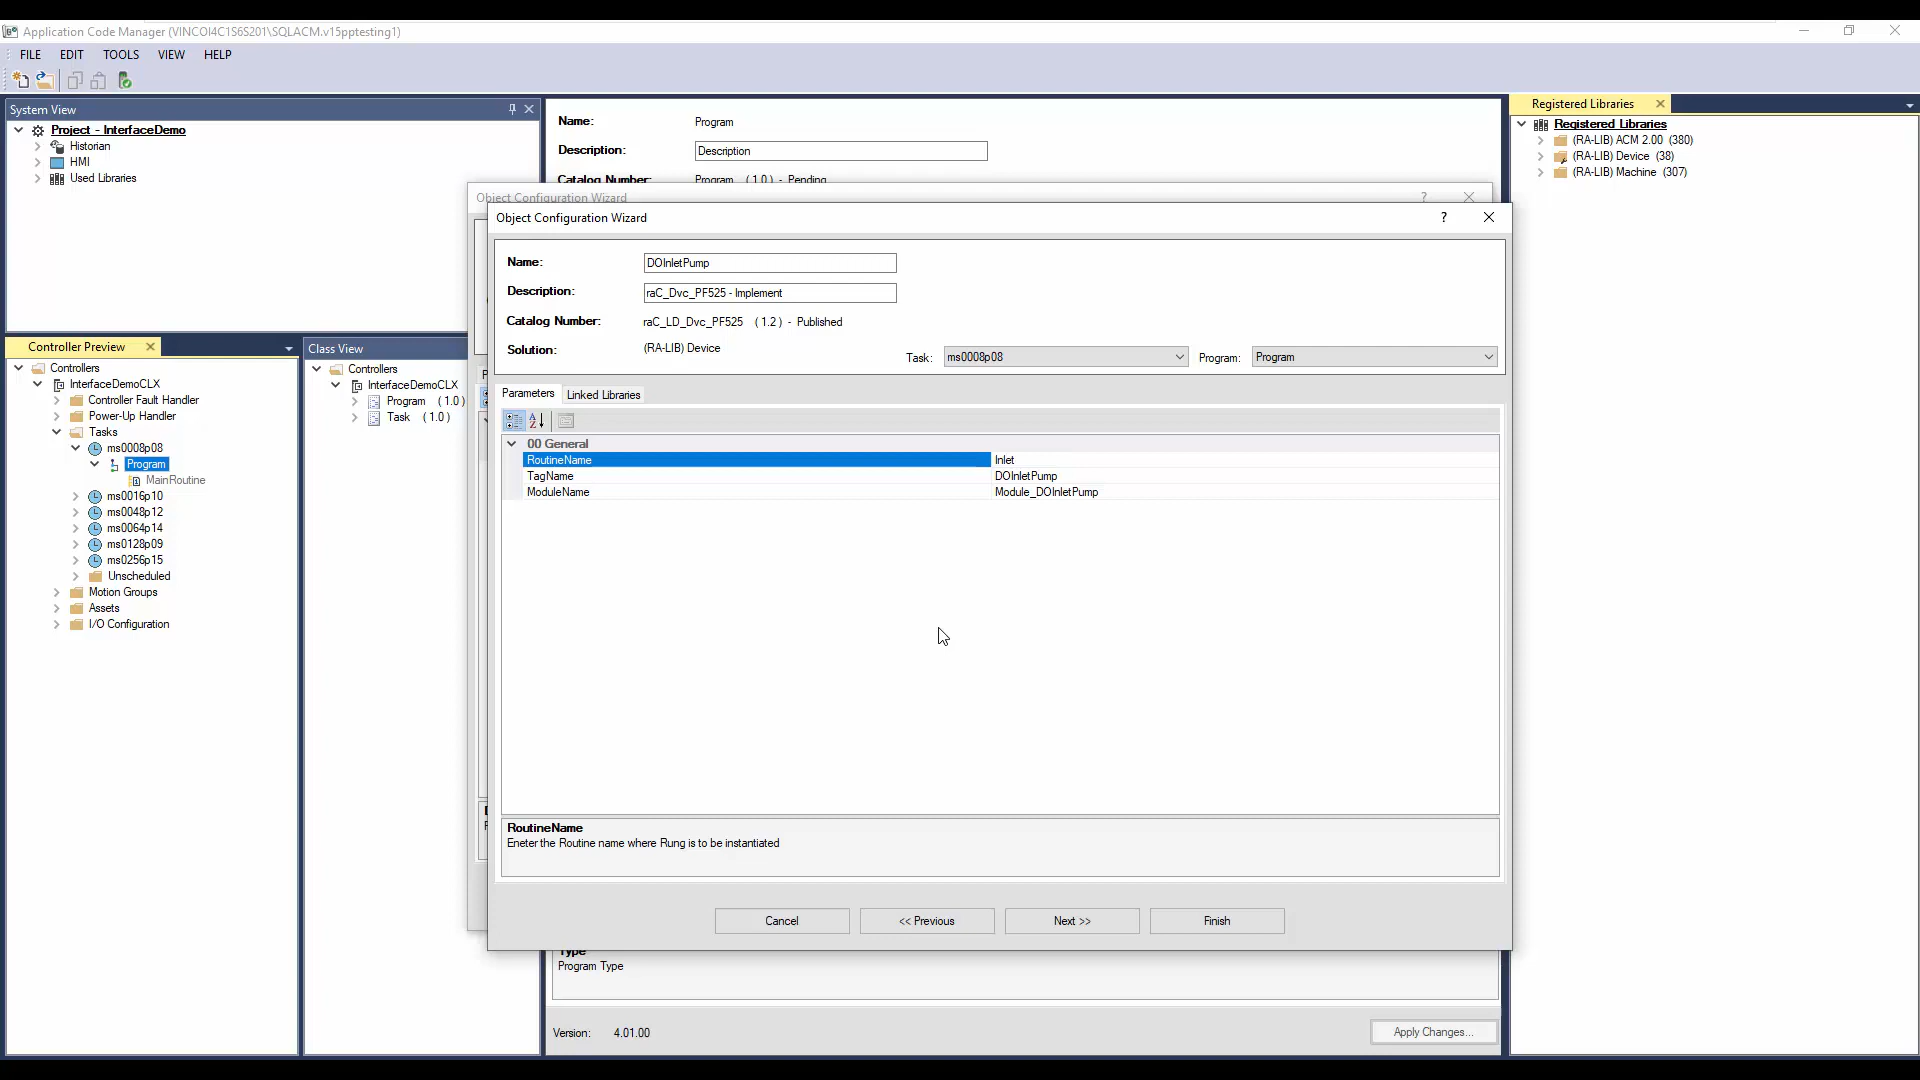 Application Code Manager (VINCOI4C1S6S201\SQLACM.v15pptesting1)
FILE EDIT TOOLS VIEW HELP
System View
Project - InterfaceDemo
Historian
HMI
Used Libraries
Controller Preview
Controllers
InterfaceDemoCLX
Controller Fault Handler
Power-Up Handler
Tasks
ms0008p08
Program
MainRoutine
ms0016p10
ms0048p12
ms0064p14
ms0128p09
ms0256p15
Unscheduled
Motion Groups
Assets
I/O Configuration
Class View
Controllers
InterfaceDemoCLX
Program (1.0)
Task (1.0)
Name: Program
Description: Description
Catalog Number: Program (1.0) - Pending
Object Configuration Wizard ?
Object Configuration Wizard ?
Name: DOInletPump
Description: raC_Dvc_PF525 - Implement
Catalog Number: raC_LD_Dvc_PF525 (1.2) - Published
Solution: (RA-LIB) Device
Task: ms0008p08 Program: Program
Parameters Linked Libraries
00 General
RoutineName Inlet
TagName DOInletPump
ModuleName Module_DOInletPump
RoutineName
Eneter the Routine name where Rung is to be instantiated
Cancel << Previous Next >> Finish
Type
Program Type
Version: 4.01.00 Apply Changes...
Registered Libraries
Registered Libraries
(RA-LIB) ACM 2.00 (380)
(RA-LIB) Device (38)
(RA-LIB) Machine (307)